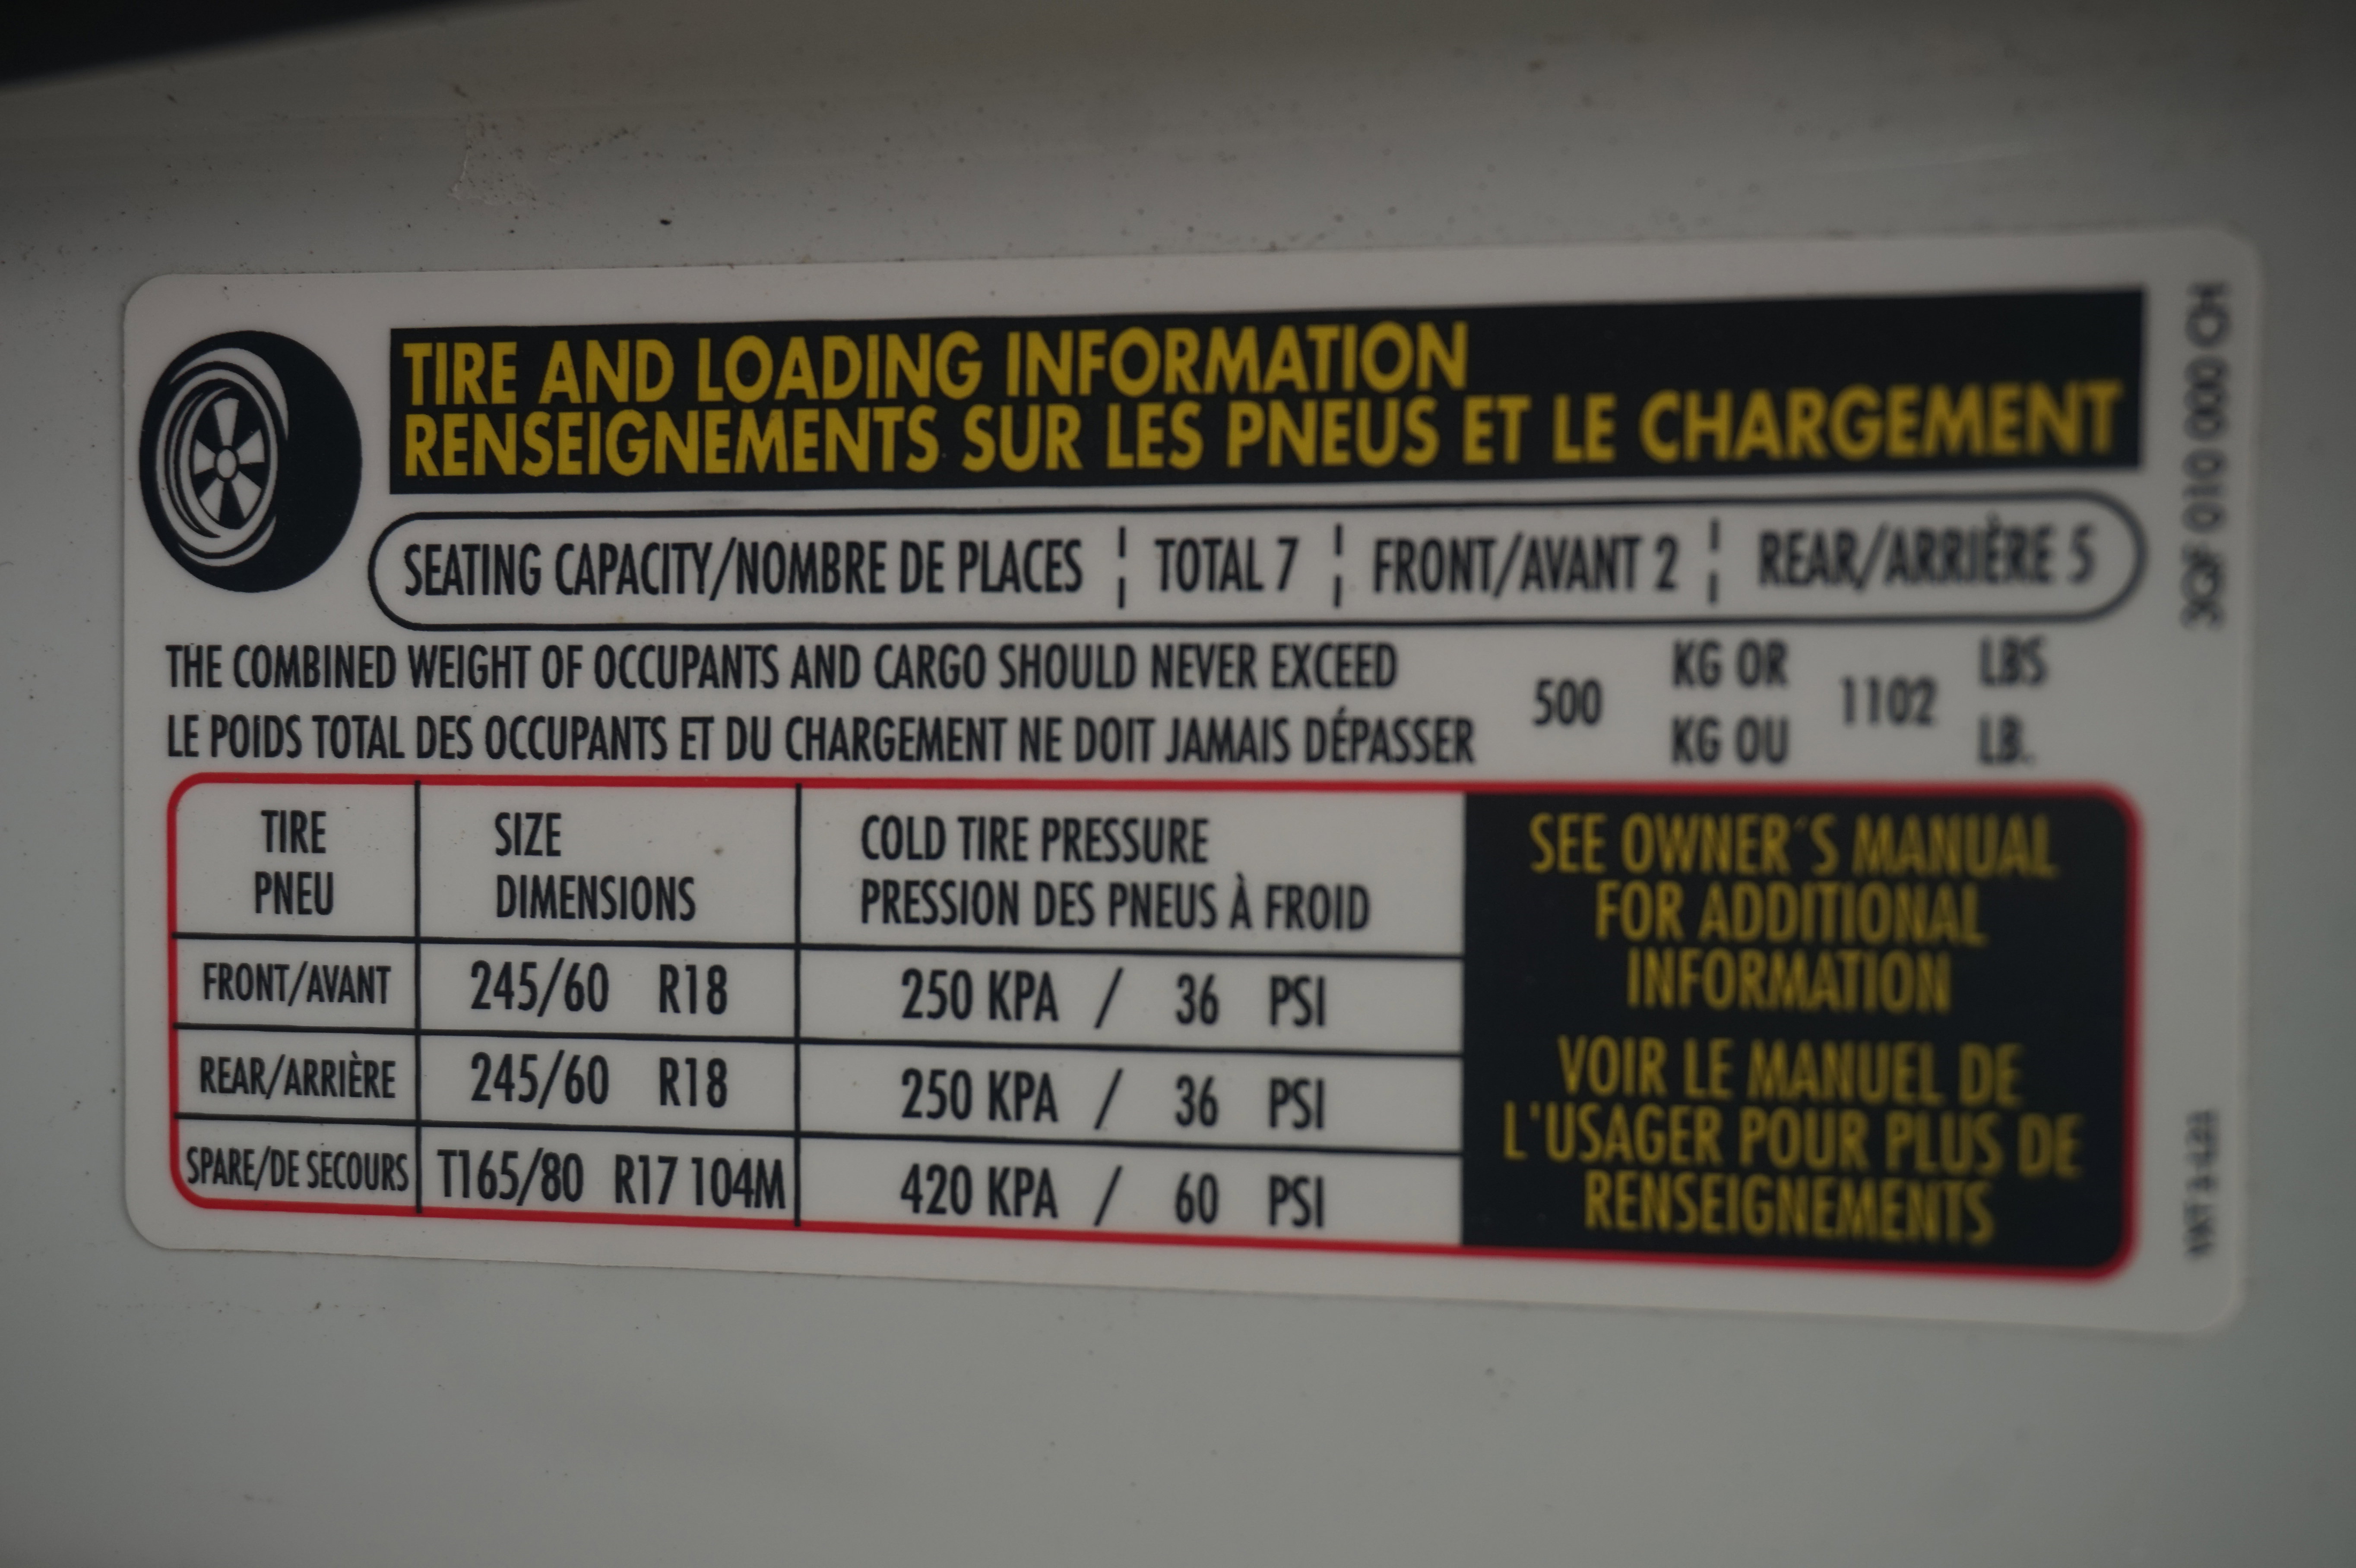 TIRE AND LOADING INFORMATION
RENSEIGNEMENTS SUR LES PNEUS ET LE CHARGEMENT
SEATING CAPACITY/NOMBRE DE PLACES ¦ TOTAL 7 ¦ FRONT/AVANT 2 ¦ REAR/ARRIÈRE 5
THE COMBINED WEIGHT OF OCCUPANTS AND CARGO SHOULD NEVER EXCEED
LE POIDS TOTAL DES OCCUPANTS ET DU CHARGEMENT NE DOIT JAMAIS DÉPASSER
500
KG OR
KG OU
1102
LBS
LB.
TIRE
PNEU
SIZE
DIMENSIONS
COLD TIRE PRESSURE
PRESSION DES PNEUS À FROID
FRONT/AVANT 245/60 R18 250 KPA / 36 PSI
REAR/ARRIÈRE 245/60 R18 250 KPA / 36 PSI
SPARE/DE SECOURS T165/80 R17 104M 420 KPA / 60 PSI
SEE OWNER´S MANUAL
FOR ADDITIONAL
INFORMATION
VOIR LE MANUEL DE
L'USAGER POUR PLUS DE
RENSEIGNEMENTS
3QF 010 000 CH